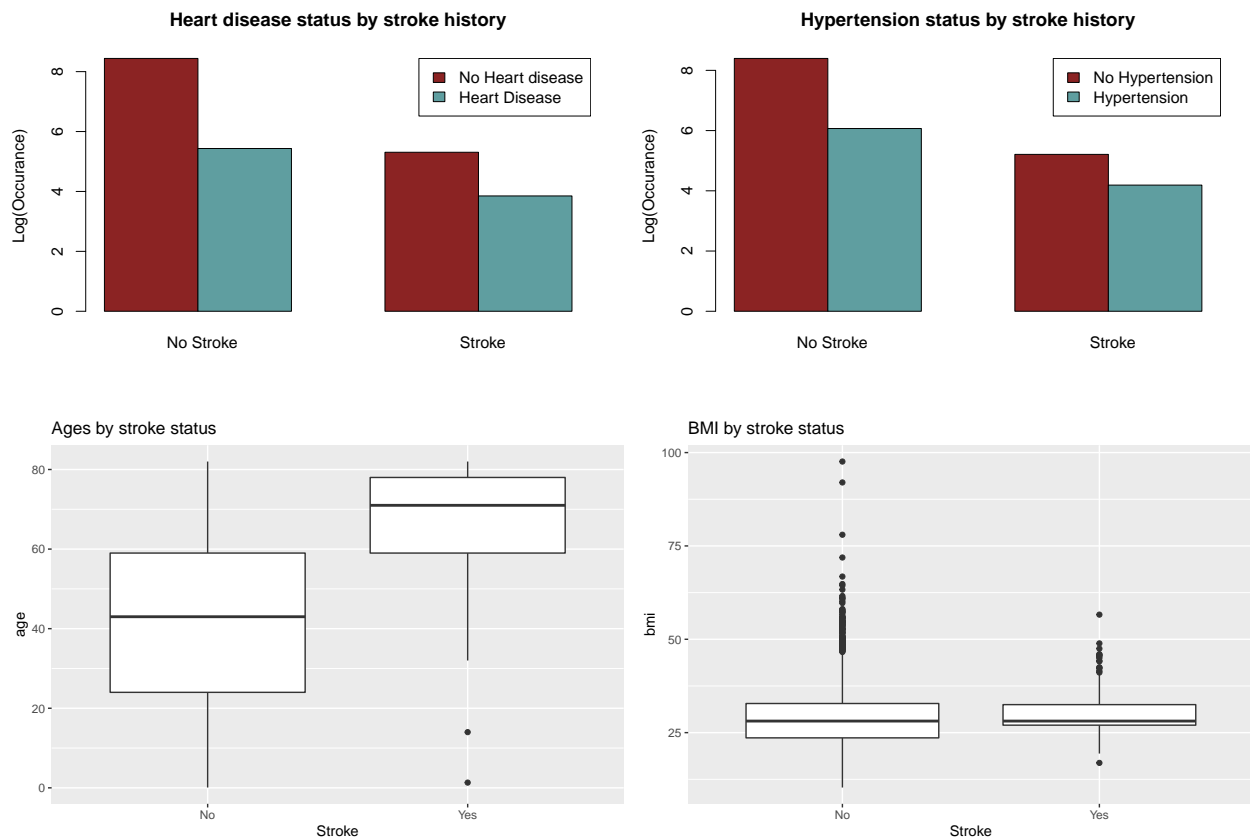 Heart disease status by stroke history
Log(Occurance)
8
6
4
2
0
No Heart disease
Heart Disease
No Stroke
Stroke
Hypertension status by stroke history
Log(Occurance)
8
6
4
2
0
No Hypertension
Hypertension
No Stroke
Stroke
Ages by stroke status
age
80
60
40
20
0
No
Yes
Stroke
BMI by stroke status
bmi
100
75
50
25
No
Yes
Stroke